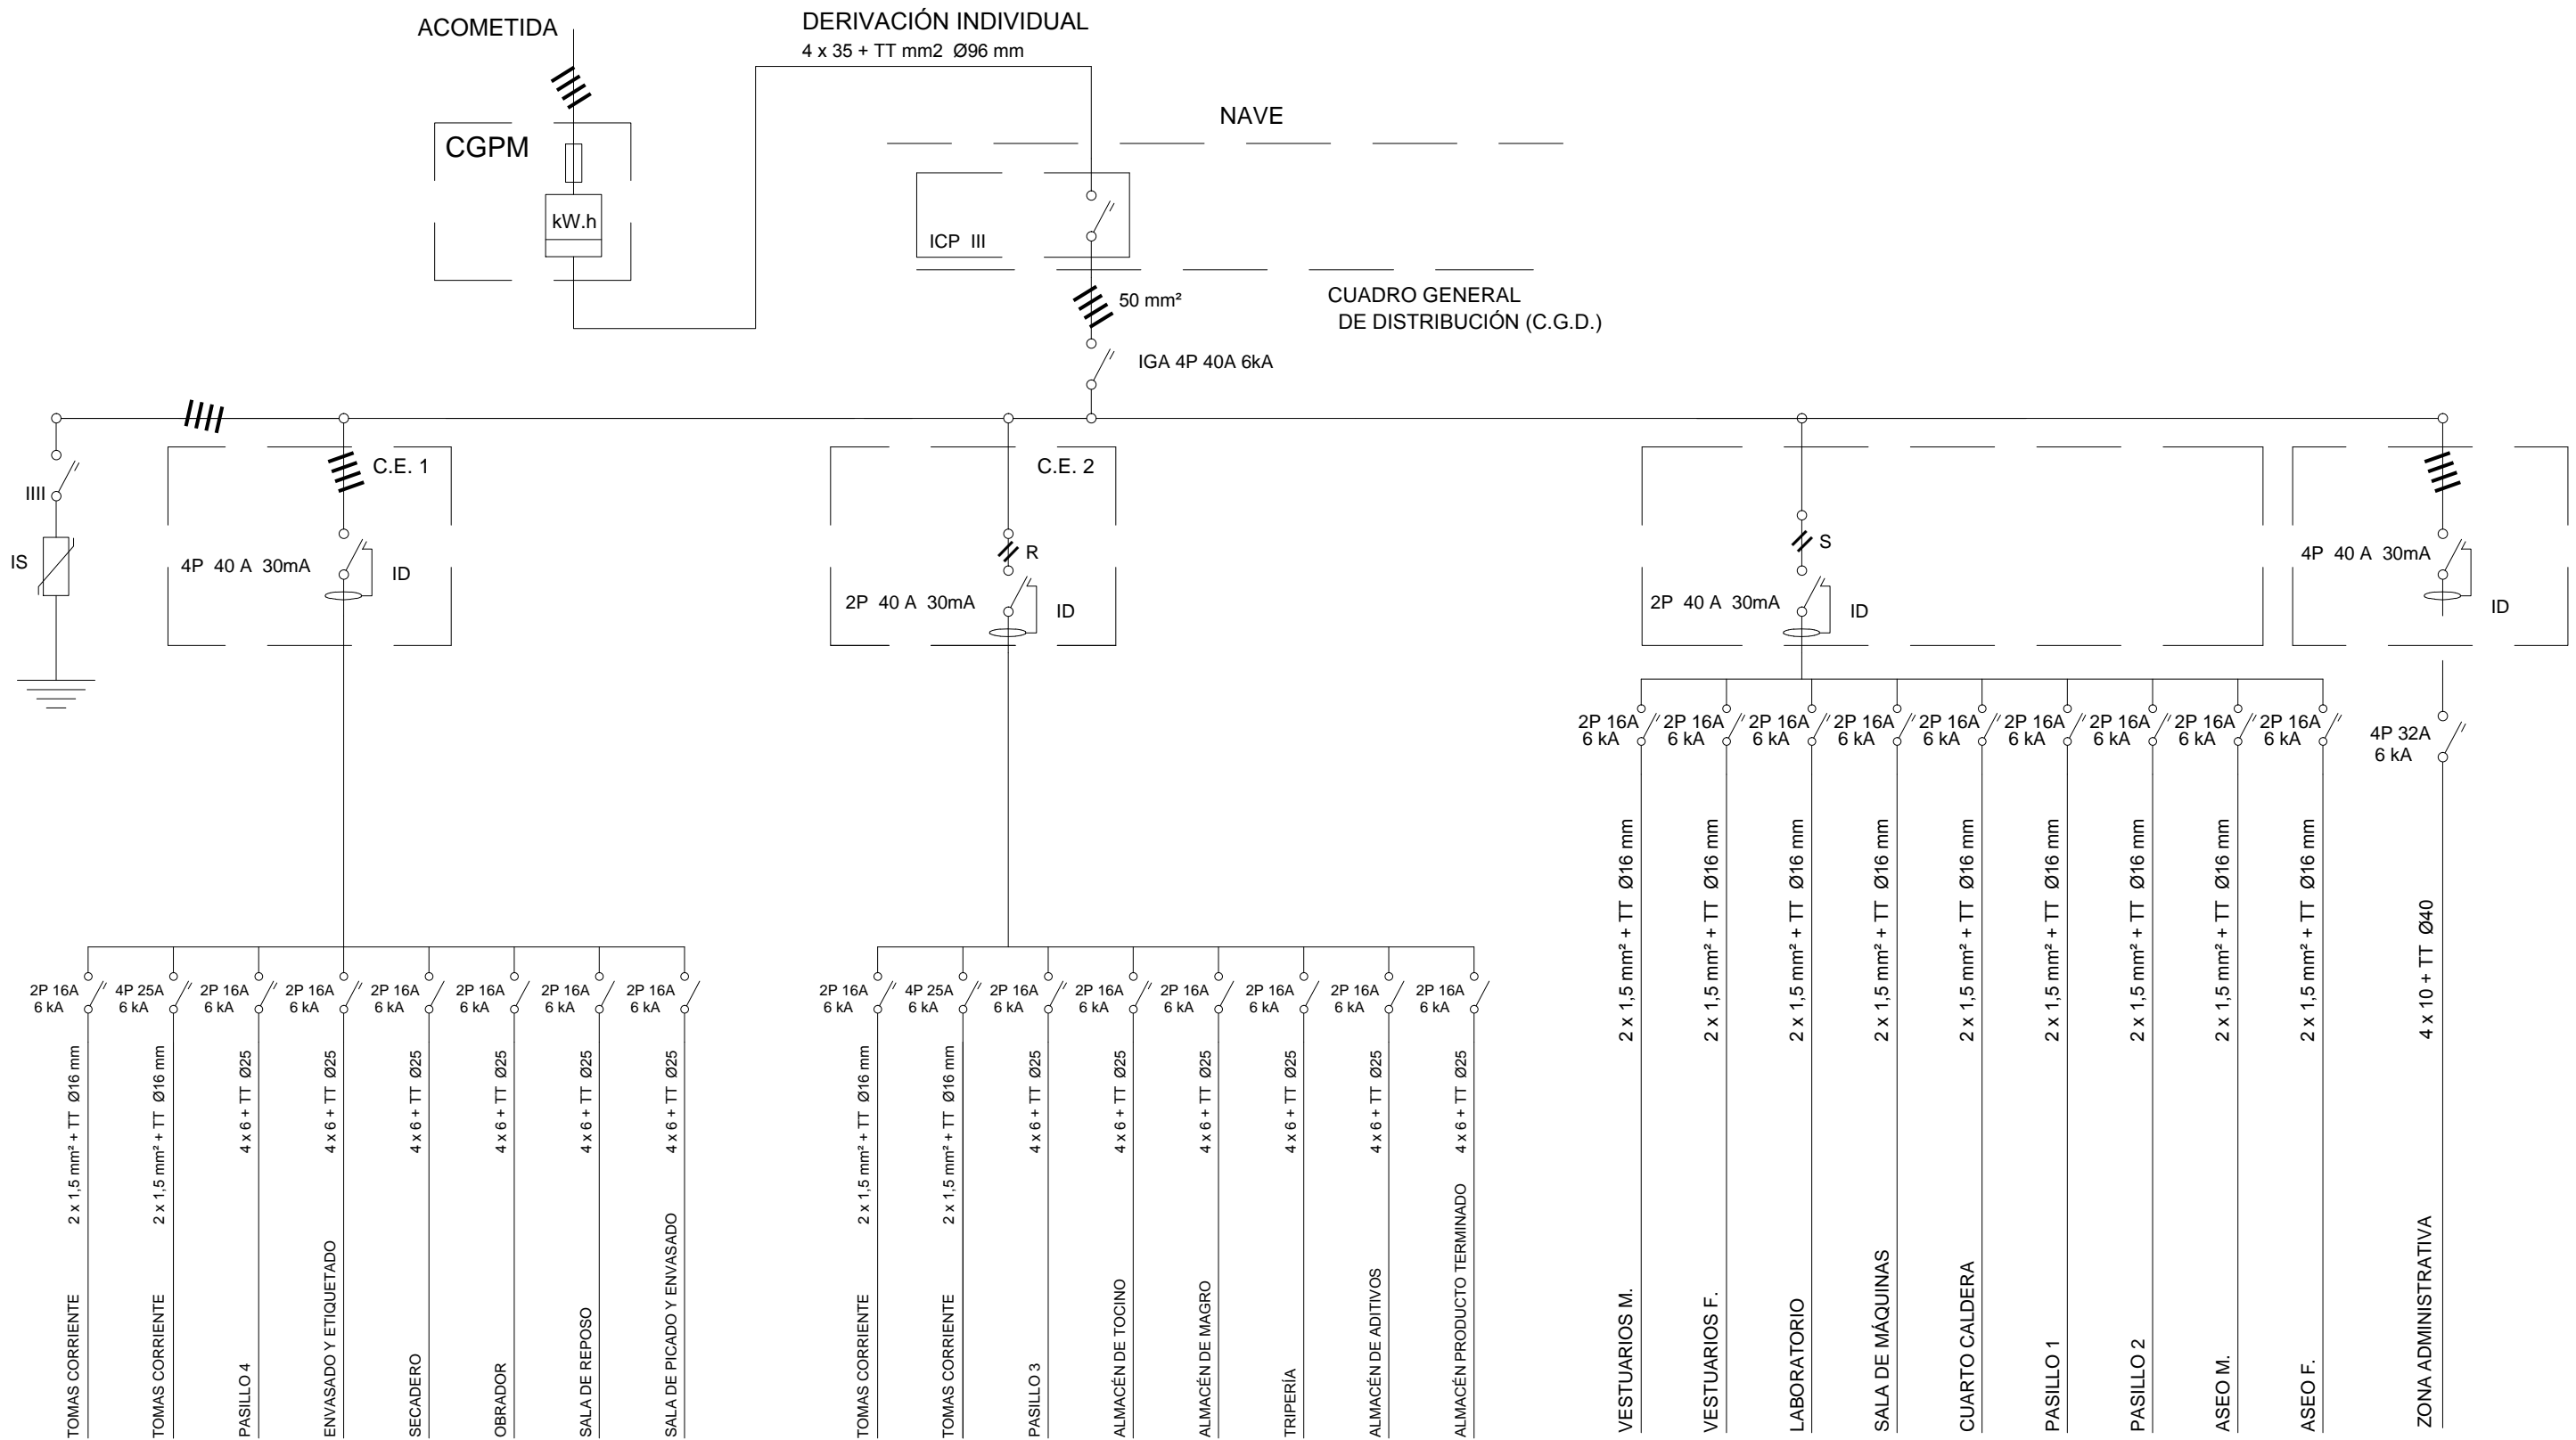 ACOMETIDA
DERIVACIÓN INDIVIDUAL
4 x 35 + TT mm2 Ø96 mm
NAVE
CGPM
kW.h
ICP III
50 mm²
CUADRO GENERAL
DE DISTRIBUCIÓN (C.G.D.)
IGA 4P 40A 6kA
IIII
IS
C.E. 1
4P 40 A 30mA
ID
C.E. 2
R
2P 40 A 30mA
ID
S
2P 40 A 30mA
ID
4P 40 A 30mA
ID
2P 16A
6 kA
2P 16A
6 kA
2P 16A
6 kA
2P 16A
6 kA
2P 16A
6 kA
2P 16A
6 kA
2P 16A
6 kA
2P 16A
6 kA
2P 16A
6 kA
4P 32A
6 kA
2P 16A
6 kA
4P 25A
6 kA
2P 16A
6 kA
2P 16A
6 kA
2P 16A
6 kA
2P 16A
6 kA
2P 16A
6 kA
2P 16A
6 kA
2P 16A
6 kA
4P 25A
6 kA
2P 16A
6 kA
2P 16A
6 kA
2P 16A
6 kA
2P 16A
6 kA
2P 16A
6 kA
2P 16A
6 kA
TOMAS CORRIENTE 2 x 1,5 mm² + TT Ø16 mm
TOMAS CORRIENTE 2 x 1,5 mm² + TT Ø16 mm
PASILLO 4 4 x 6 + TT Ø25
ENVASADO Y ETIQUETADO 4 x 6 + TT Ø25
SECADERO 4 x 6 + TT Ø25
OBRADOR 4 x 6 + TT Ø25
SALA DE REPOSO 4 x 6 + TT Ø25
SALA DE PICADO Y ENVASADO 4 x 6 + TT Ø25
TOMAS CORRIENTE 2 x 1,5 mm² + TT Ø16 mm
TOMAS CORRIENTE 2 x 1,5 mm² + TT Ø16 mm
PASILLO 3 4 x 6 + TT Ø25
ALMACÉN DE TOCINO 4 x 6 + TT Ø25
ALMACÉN DE MAGRO 4 x 6 + TT Ø25
TRIPERÍA 4 x 6 + TT Ø25
ALMACÉN DE ADITIVOS 4 x 6 + TT Ø25
ALMACÉN PRODUCTO TERMINADO 4 x 6 + TT Ø25
VESTUARIOS M. 2 x 1,5 mm² + TT Ø16 mm
VESTUARIOS F. 2 x 1,5 mm² + TT Ø16 mm
LABORATORIO 2 x 1,5 mm² + TT Ø16 mm
SALA DE MÁQUINAS 2 x 1,5 mm² + TT Ø16 mm
CUARTO CALDERA 2 x 1,5 mm² + TT Ø16 mm
PASILLO 1 2 x 1,5 mm² + TT Ø16 mm
PASILLO 2 2 x 1,5 mm² + TT Ø16 mm
ASEO M. 2 x 1,5 mm² + TT Ø16 mm
ASEO F. 2 x 1,5 mm² + TT Ø16 mm
ZONA ADMINISTRATIVA 4 x 10 + TT Ø40